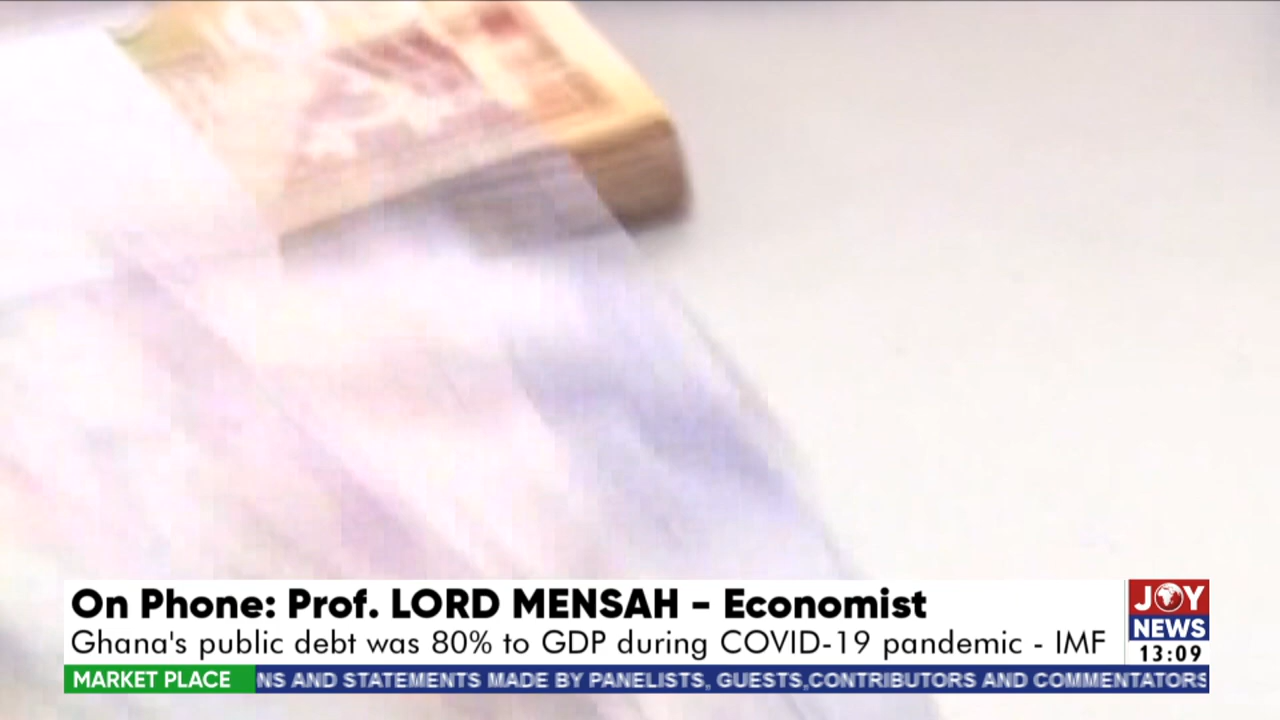 On Phone: Prof. LORD MENSAH - Economist
Ghana's public debt was 80% to GDP during COVID-19 pandemic - IMF
JOY
NEWS
13:09
MARKET PLACE
NS AND STATEMENTS MADE BY PANELISTS, GUESTS,CONTRIBUTORS AND COMMENTATORS